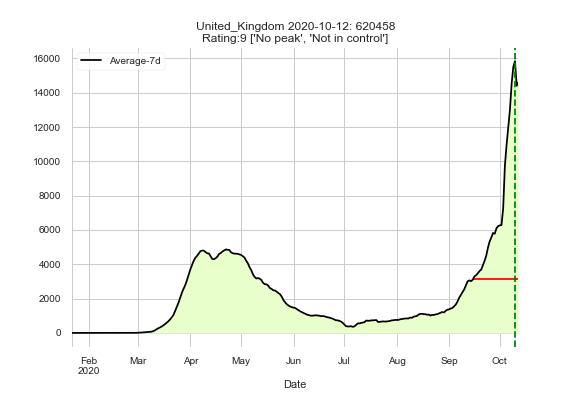 United_Kingdom 2020-10-12: 620458
Rating:9 ['No peak', 'Not in control']
Average-7d
16000
14000
12000
10000
8000
6000
4000
2000
0
Feb Mar Apr May Jun Jul Aug Sep Oct
2020
Date